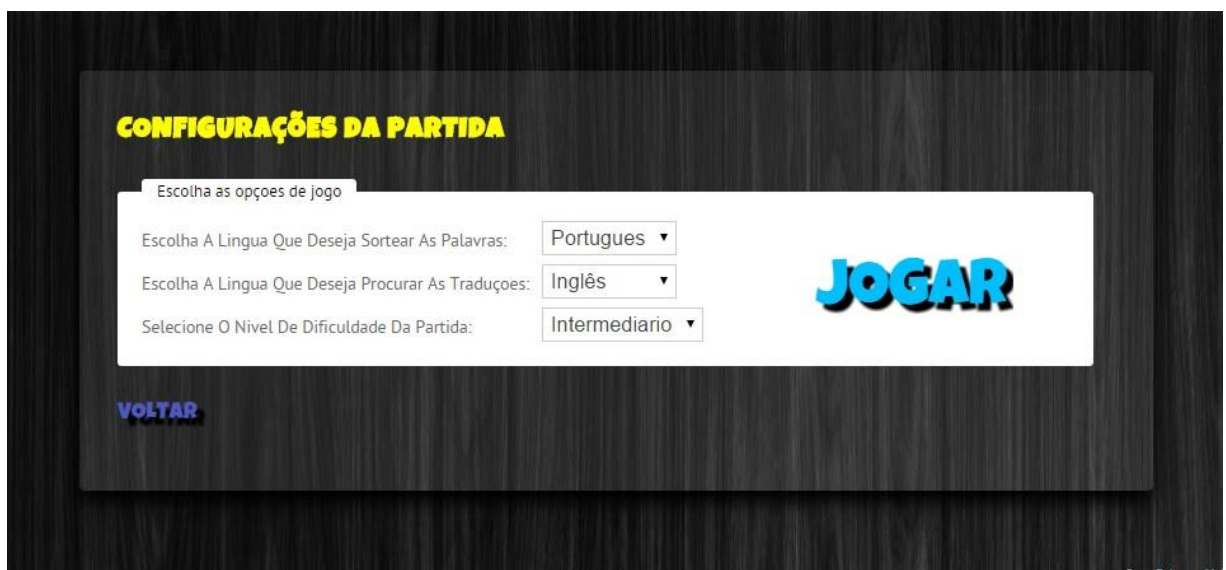 CONFIGURAÇÕES DA PARTIDA
Escolha as opçoes de jogo
Escolha A Lingua Que Deseja Sortear As Palavras: Portugues
Escolha A Lingua Que Deseja Procurar As Traduçoes: Inglês
Selecione O Nivel De Dificuldade Da Partida: Intermediario
JOGAR
VOLTAR